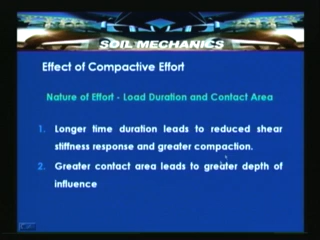 SOIL MECHANICS
Effect of Compactive Effort
Nature of Effort - Load Duration and Contact Area
1. Longer time duration leads to reduced shear
stiffness response and greater compaction.
2. Greater contact area leads to greater depth of
influence